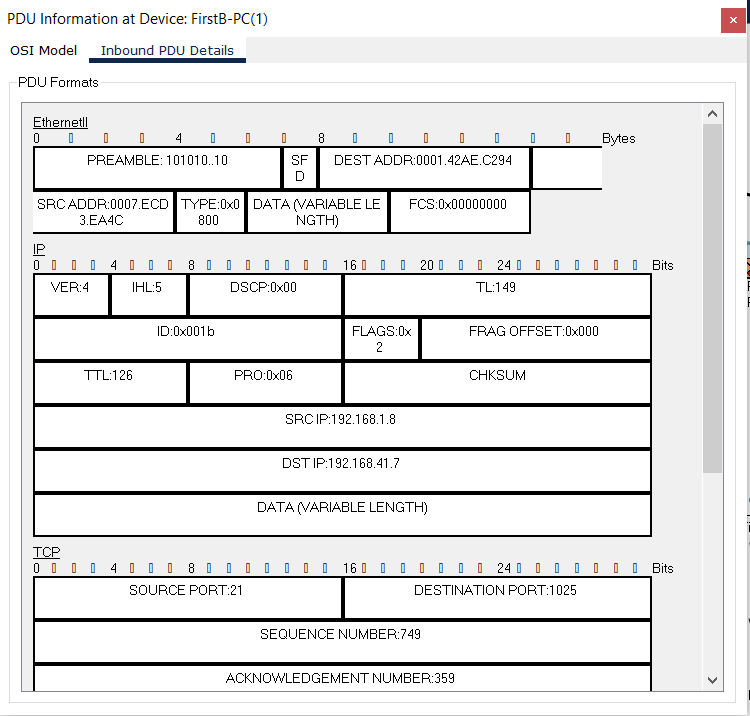 PDU Information at Device: FirstB-PC(1)
OSI Model Inbound PDU Details
PDU Formats
EthernetII
0 4 8 Bytes
PREAMBLE: 101010..10 SF DEST ADDR:0001.42AE.C294
D
SRC ADDR:0007.ECD TYPE:0x0 DATA (VARIABLE LE FCS:0x00000000
3.EA4C 800 NGTH)
IP
0 4 8 16 20 24 Bits
VER:4 IHL:5 DSCP:0x00 TL:149
ID:0x001b FLAGS:0x FRAG OFFSET:0x000
2
TTL:126 PRO:0x06 CHKSUM
SRC IP:192.168.1.8
DST IP:192.168.41.7
DATA (VARIABLE LENGTH)
TCP
0 4 8 16 24 Bits
SOURCE PORT:21 DESTINATION PORT:1025
SEQUENCE NUMBER:749
ACKNOWLEDGEMENT NUMBER:359